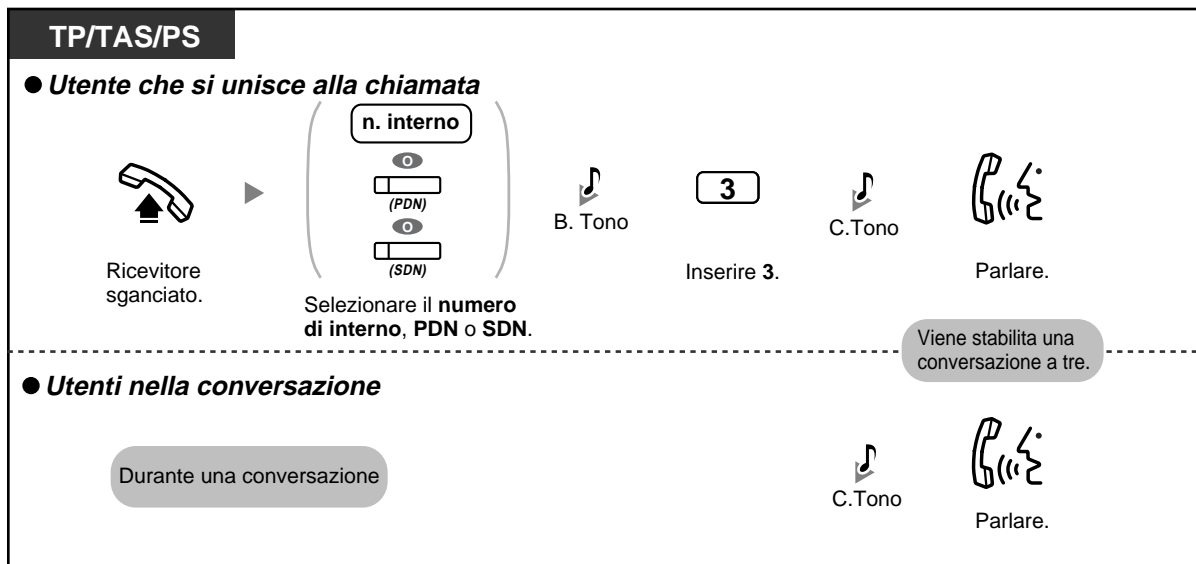 TP/TAS/PS
Utente che si unisce alla chiamata
n. interno
O
(PDN)
O
(SDN)
B. Tono
3
C.Tono
Ricevitore
sganciato.
Selezionare il numero
di interno, PDN o SDN.
Inserire 3.
Parlare.
Viene stabilita una
conversazione a tre.
Utenti nella conversazione
Durante una conversazione
C.Tono
Parlare.